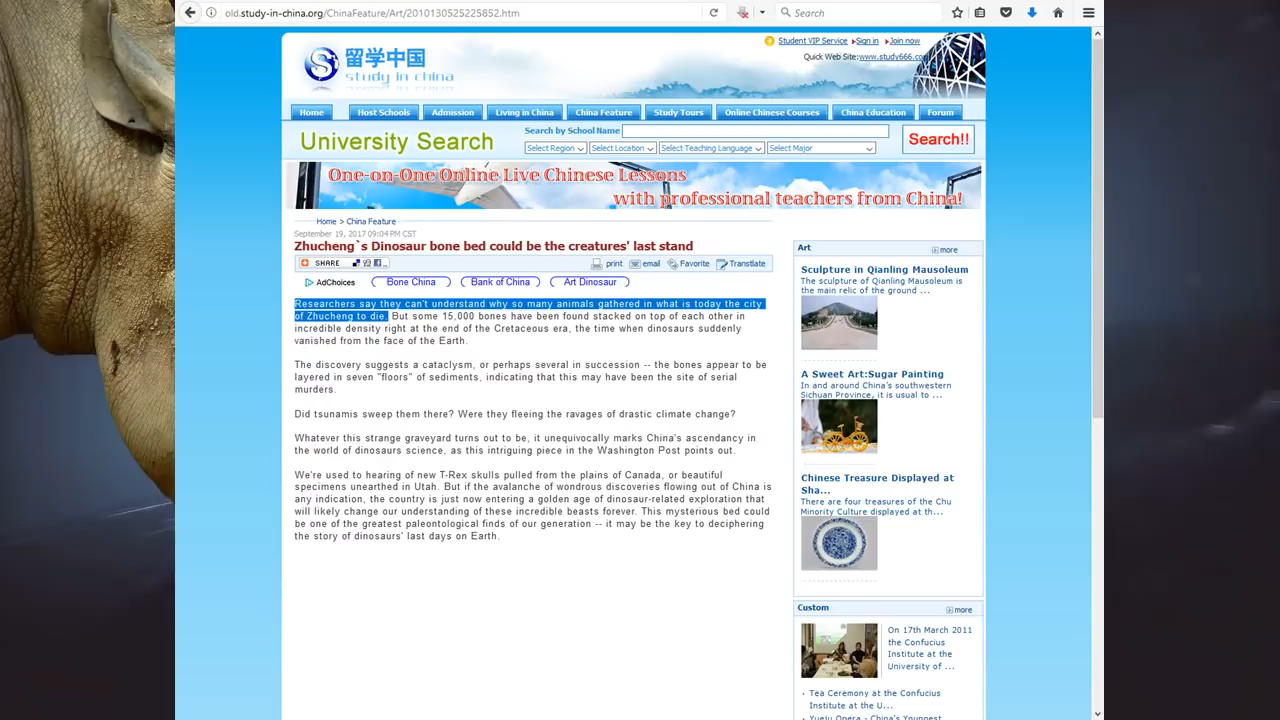 old.study-in-china.org/ChinaFeature/Art/2010130525225852.htm
Search
留学中国
study in china
Student VIP Service Sign in Join now
Quick Web Site:www.study666.com
Home Host Schools Admission Living in China China Feature Study Tours Online Chinese Courses China Education Forum
University Search
Search by School Name
Select Region Select Location Select Teaching Language Select Major
Search!!
One-on-One Online Live Chinese Lessons
with professional teachers from China!
Home > China Feature
September 19, 2017 09:04 PM CST
Zhucheng`s Dinosaur bone bed could be the creatures' last stand
SHARE print email Favorite Translate
AdChoices Bone China Bank of China Art Dinosaur
Researchers say they can't understand why so many animals gathered in what is today the city
of Zhucheng to die. But some 15,000 bones have been found stacked on top of each other in
incredible density right at the end of the Cretaceous era, the time when dinosaurs suddenly
vanished from the face of the Earth.
The discovery suggests a cataclysm, or perhaps several in succession -- the bones appear to be
layered in seven "floors" of sediments, indicating that this may have been the site of serial
murders.
Did tsunamis sweep them there? Were they fleeing the ravages of drastic climate change?
Whatever this strange graveyard turns out to be, it unequivocally marks China's ascendancy in
the world of dinosaurs science, as this intriguing piece in the Washington Post points out.
We're used to hearing of new T-Rex skulls pulled from the plains of Canada, or beautiful
specimens unearthed in Utah. But if the avalanche of wondrous discoveries flowing out of China is
any indication, the country is just now entering a golden age of dinosaur-related exploration that
will likely change our understanding of these incredible beasts forever. This mysterious bed could
be one of the greatest paleontological finds of our generation -- it may be the key to deciphering
the story of dinosaurs' last days on Earth.
Art more
Sculpture in Qianling Mausoleum
The sculpture of Qianling Mausoleum is
the main relic of the ground ...
A Sweet Art:Sugar Painting
In and around China's southwestern
Sichuan Province, it is usual to ...
Chinese Treasure Displayed at
Sha...
There are four treasures of the Chu
Minority Culture displayed at th...
Custom more
On 17th March 2011
the Confucius
Institute at the
University of ...
Tea Ceremony at the Confucius
Institute at the U...
Yueju Opera - China's Youngest